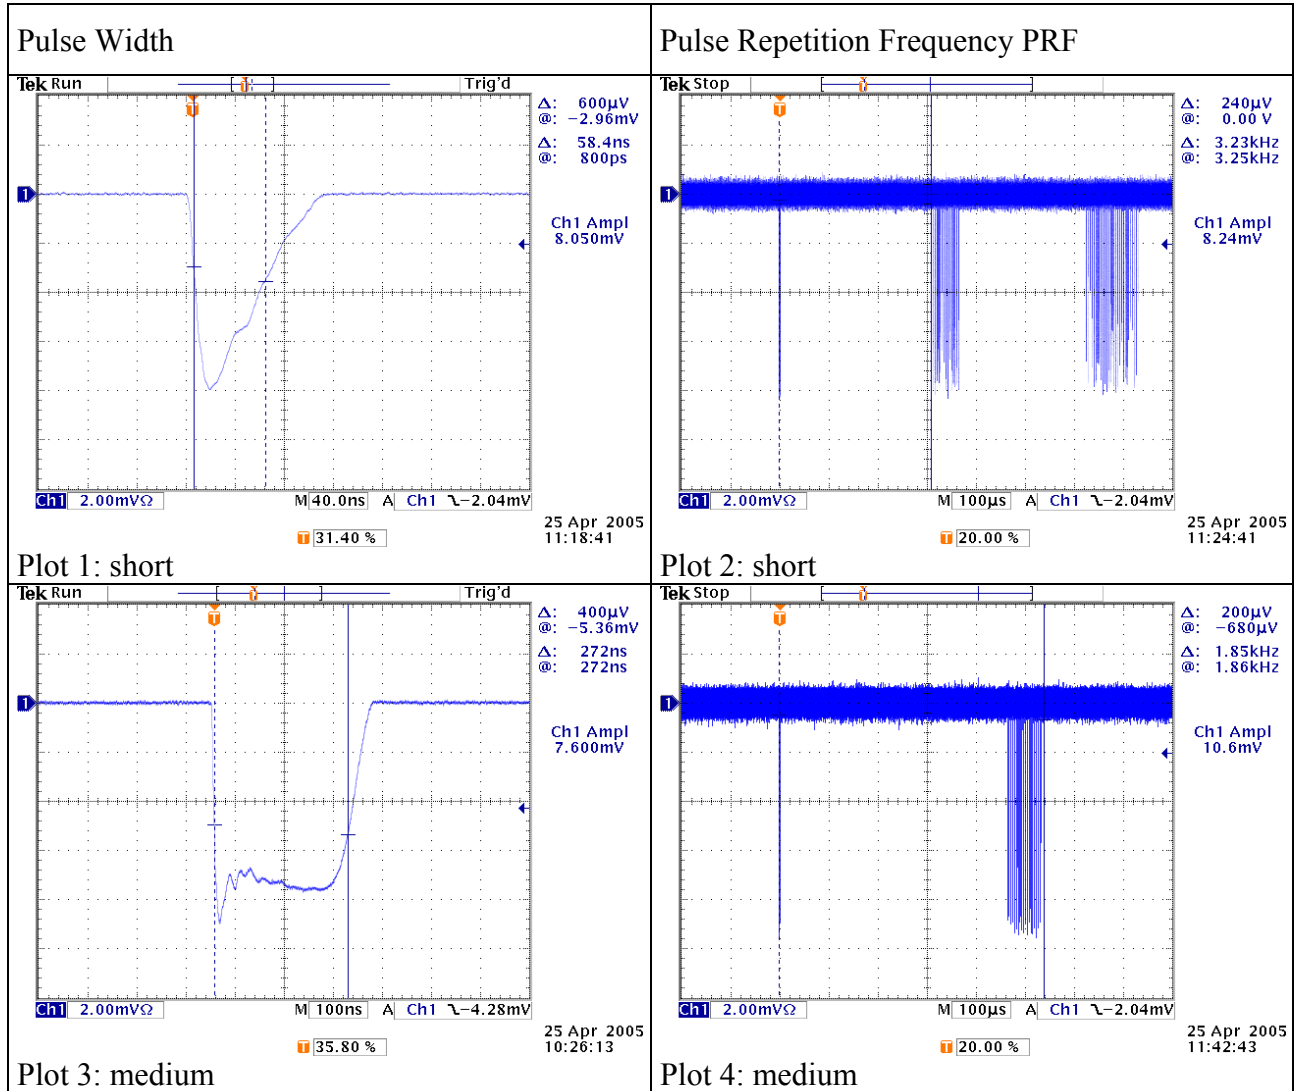 Pulse Width
Pulse Repetition Frequency PRF
Tek Run
Trig'd
T
T
1
Δ: 600µV
@: -2.96mV
Δ: 58.4ns
@: 800ps
Ch1 Ampl
8.050mV
Ch1 2.00mVΩ M 40.0ns A Ch1 -2.04mV
25 Apr 2005
11:18:41
T 31.40 %
Plot 1: short
Tek Stop
T
T
1
Δ: 240µV
@: 0.00 V
Δ: 3.23kHz
@: 3.25kHz
Ch1 Ampl
8.24mV
Ch1 2.00mVΩ M 100µs A Ch1 -2.04mV
25 Apr 2005
11:24:41
T 20.00 %
Plot 2: short
Tek Run
Trig'd
T
T
1
Δ: 400µV
@: -5.36mV
Δ: 272ns
@: 272ns
Ch1 Ampl
7.600mV
Ch1 2.00mVΩ M 100ns A Ch1 -4.28mV
25 Apr 2005
10:26:13
T 35.80 %
Plot 3: medium
Tek Stop
T
T
1
Δ: 200µV
@: -680µV
Δ: 1.85kHz
@: 1.86kHz
Ch1 Ampl
10.6mV
Ch1 2.00mVΩ M 100µs A Ch1 -2.04mV
25 Apr 2005
11:42:43
T 20.00 %
Plot 4: medium